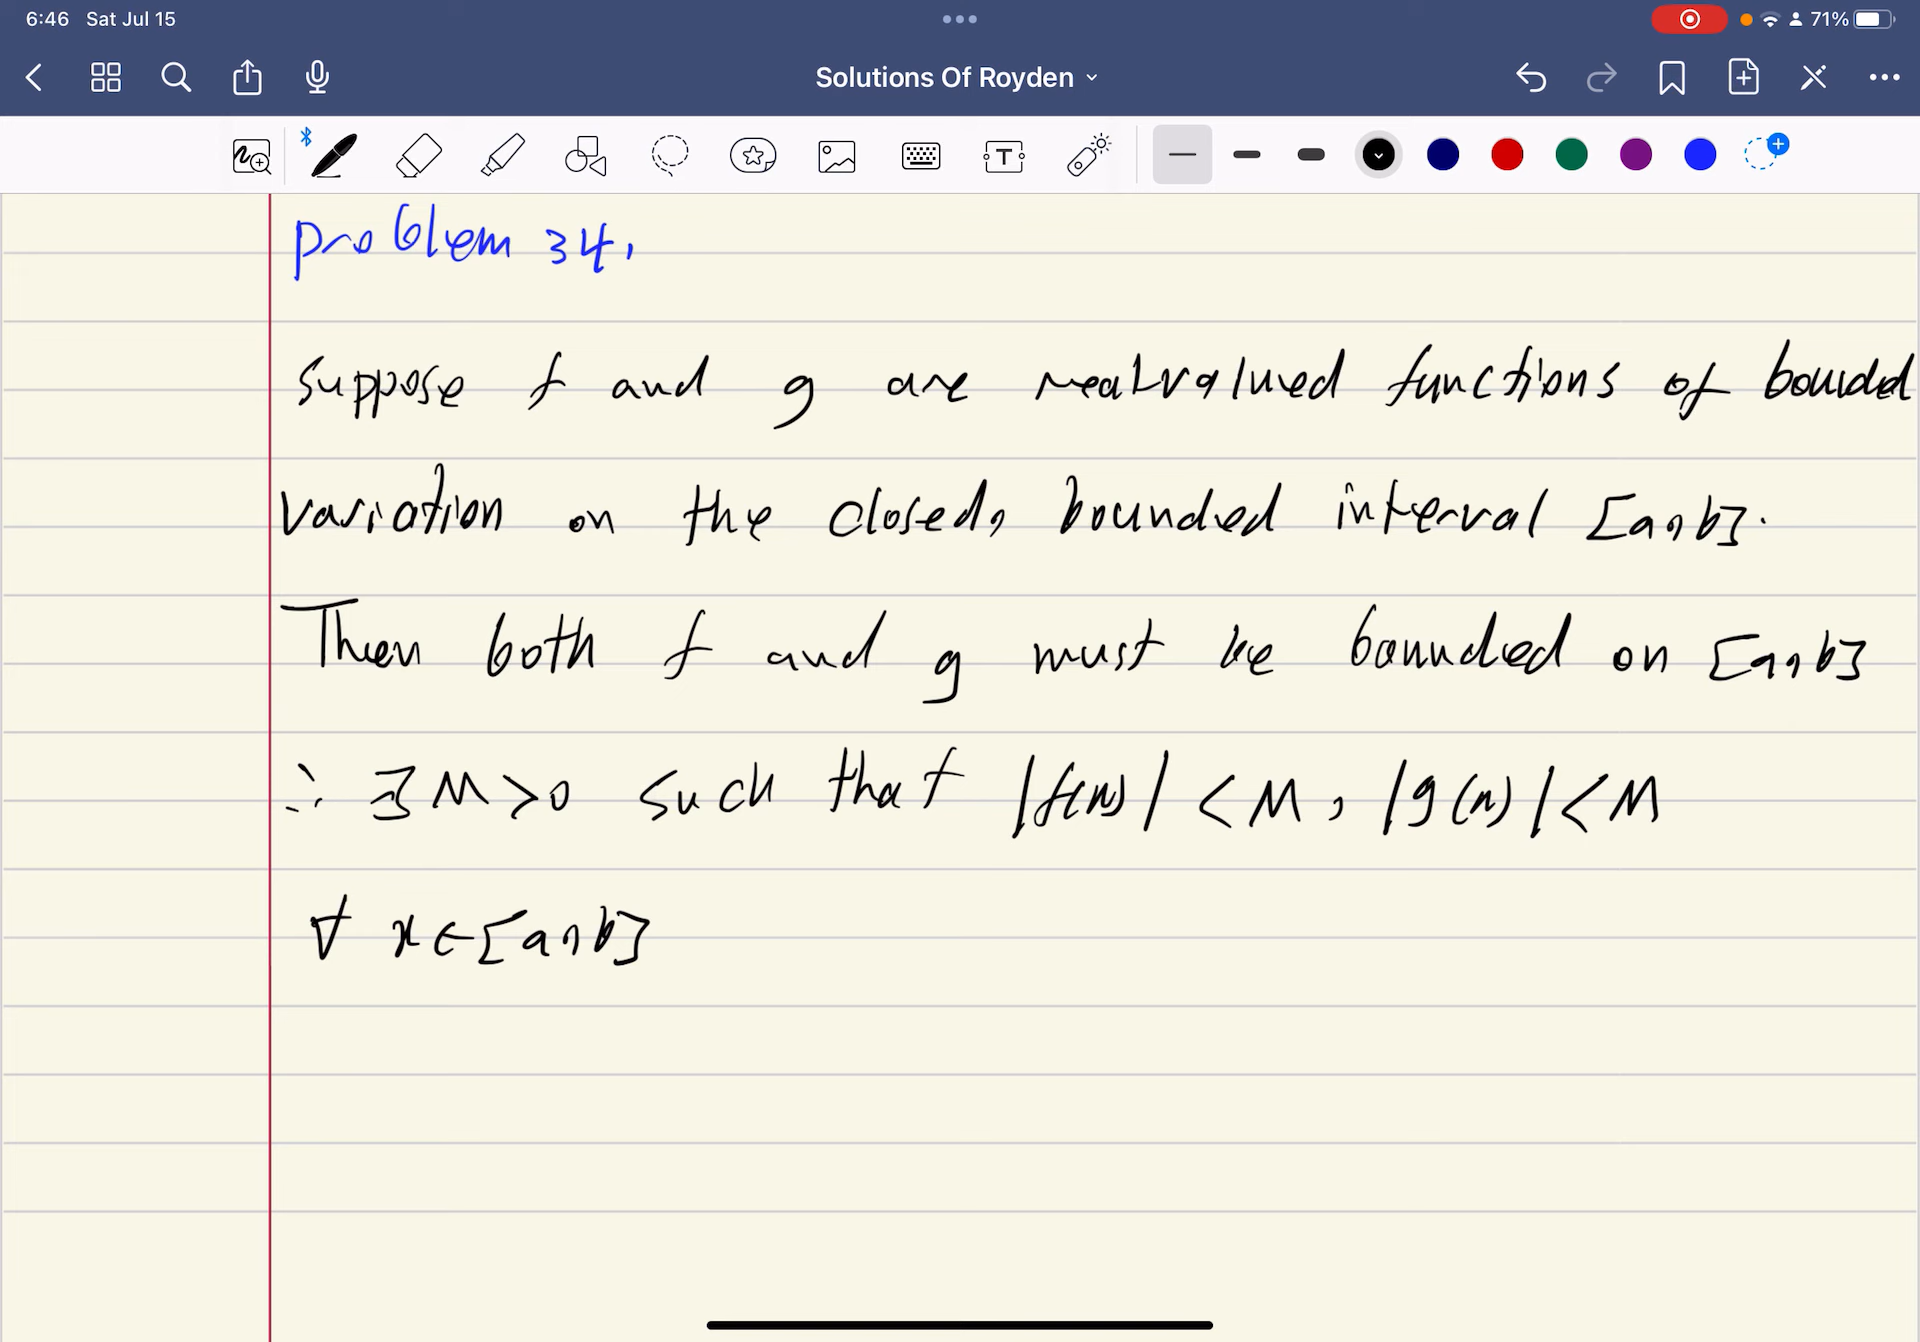 6:46 Sat Jul 15
71%
Solutions Of Royden
Problem 34,
Suppose f and g are realvalued functions of bounded
variation on the closed, bounded interval [a,b].
Then both f and g must be bounded on [a,b]
∴ ∃ M>0 such that |f(x)| < M, |g(x)| < M
∀ x∈[a,b]